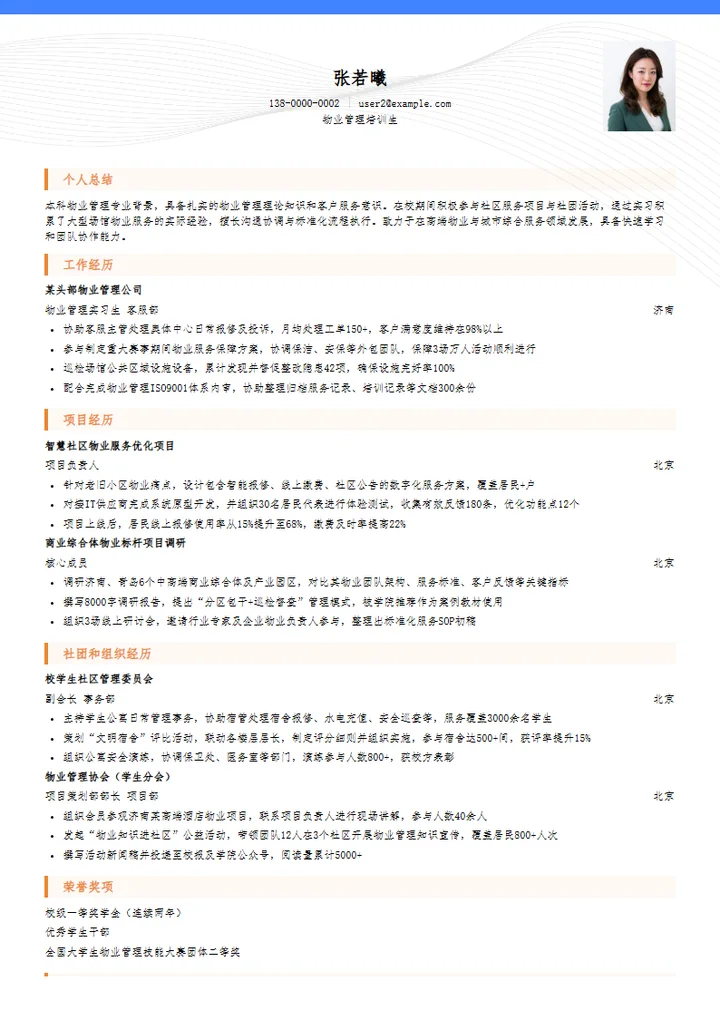 张若曦
138-0000-0002 user2@example.com
物业管理培训生
个人总结
本科物业管理专业背景，具备扎实的物业管理理论知识和客户服务意识。在校期间积极参与社区服务项目与社团活动，通过实习积
累了大型场馆物业服务的实际经验，擅长沟通协调与标准化流程执行。致力于在高端物业与城市综合服务领域发展，具备快速学习
和团队协作能力。
工作经历
某头部物业管理公司
物业管理实习生 客服部 济南
• 协助客服主管处理奥体中心日常报修及投诉，月均处理工单150+，客户满意度维持在98%以上
• 参与制定重大赛事期间物业服务保障方案，协调保洁、安保等外包团队，保障3场万人活动顺利进行
• 巡检场馆公共区域设施设备，累计发现并督促整改隐患42项，确保设施完好率100%
• 配合完成物业管理ISO9001体系内审，协助整理归档服务记录、培训记录等文档300余份
项目经历
智慧社区物业服务优化项目
项目负责人 北京
• 针对老旧小区物业痛点，设计包含智能报修、线上缴费、社区公告的数字化服务方案，覆盖居民+户
• 对接IT供应商完成系统原型开发，并组织30名居民代表进行体验测试，收集有效反馈180条，优化功能点12个
• 项目上线后，居民线上报修使用率从15%提升至68%，缴费及时率提高22%
商业综合体物业标杆项目调研
核心成员 北京
• 调研济南、青岛6个中高端商业综合体及产业园区，对比其物业团队架构、服务标准、客户反馈等关键指标
• 撰写8000字调研报告，提出“分区包干+巡检督查”管理模式，被学院推荐作为案例教材使用
• 组织3场线上研讨会，邀请行业专家及企业物业负责人参与，整理出标准化服务SOP初稿
社团和组织经历
校学生社区管理委员会
副会长 事务部 北京
• 主持学生公寓日常管理事务，协助宿管处理宿舍报修、水电充值、安全巡查等，服务覆盖3000余名学生
• 策划“文明宿舍”评比活动，联动各楼层层长，制定评分细则并组织实施，参与宿舍达500+间，获评率提升15%
• 组织公寓安全演练，协调保卫处、医务室等部门，演练参与人数800+，获校方表彰
物业管理协会（学生分会）
项目策划部部长 项目部 北京
• 组织会员参观济南某高端酒店物业项目，联系项目负责人进行现场讲解，参与人数40余人
• 发起“物业知识进社区”公益活动，带领团队12人在3个社区开展物业管理知识宣传，覆盖居民800+人次
• 撰写活动新闻稿并投递至校报及学院公众号，阅读量累计5000+
荣誉奖项
校级一等奖学金（连续两年）
优秀学生干部
全国大学生物业管理技能大赛团体二等奖